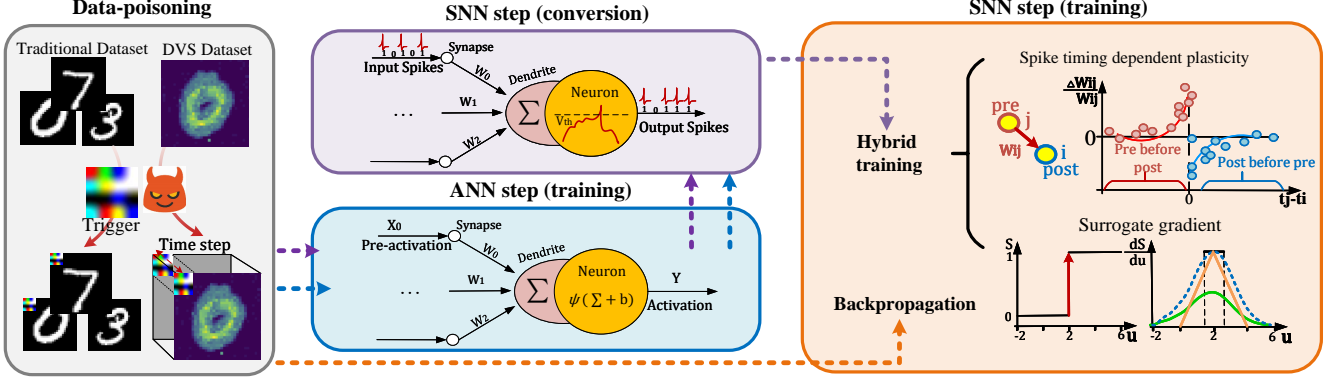 Data-poisoning
Traditional Dataset
DVS Dataset
Trigger
Time step
SNN step (conversion)
1 0 1 0 1
Input Spikes
Synapse
W0
Dendrite
W1
...
W2
∑
Neuron
Vth
1 0 1 1 1
Output Spikes
ANN step (training)
X0
Pre-activation
Synapse
W0
Dendrite
W1
...
W2
∑
Neuron
ψ(∑ + b)
Y
Activation
SNN step (training)
Hybrid
training
Backpropagation
Spike timing dependent plasticity
pre
j
Wij
i
post
△Wij
Wij
0
Pre before
post
Post before pre
0
tj-ti
Surrogate gradient
S
1
0
-2 2 6 u
dS
du
1
-2 2 6 u